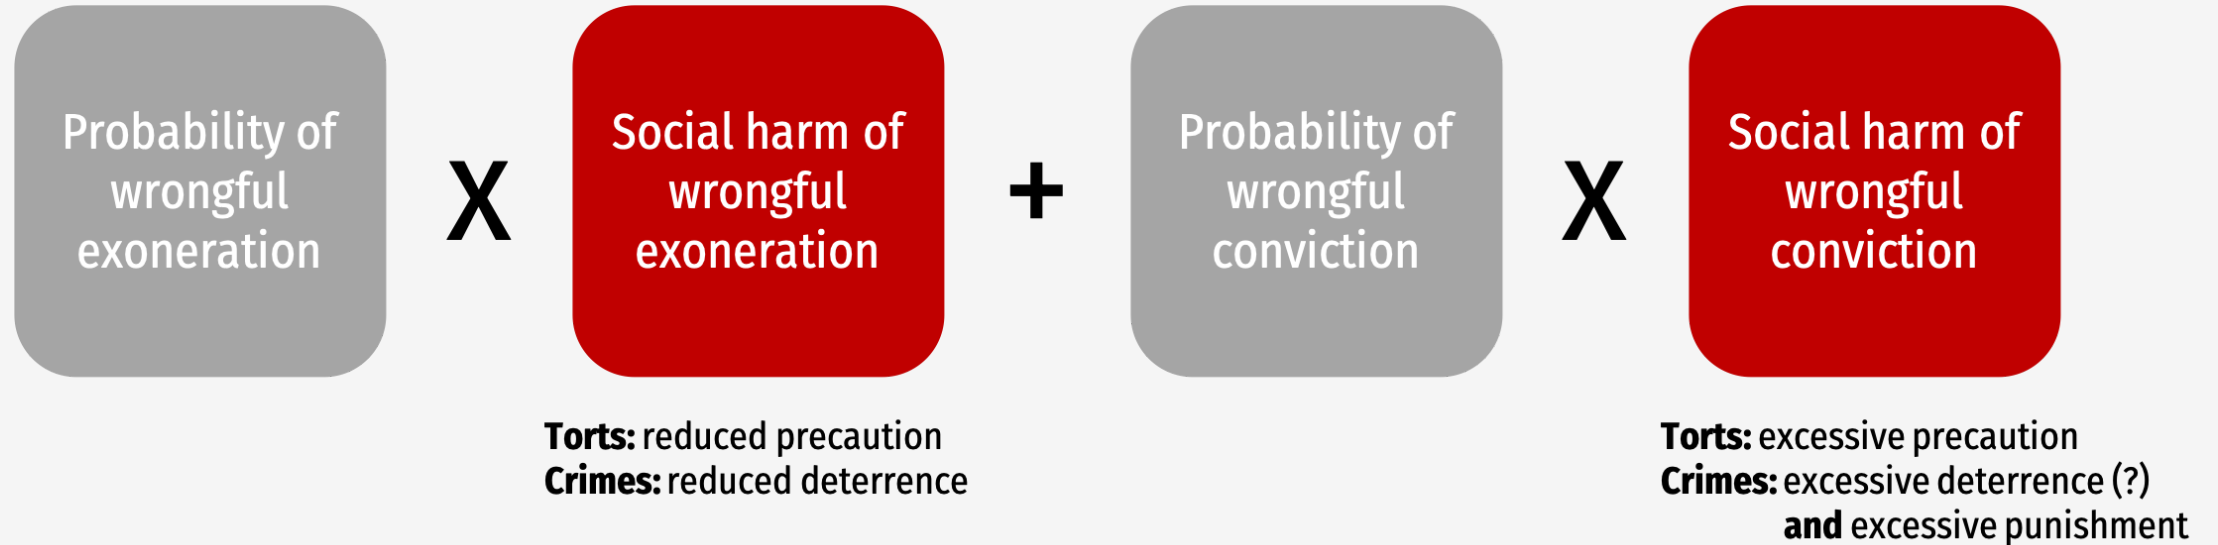 Probability of
wrongful
exoneration
X
Social harm of
wrongful
exoneration
+
Probability of
wrongful
conviction
X
Social harm of
wrongful
conviction
Torts: reduced precaution
Crimes: reduced deterrence
Torts: excessive precaution
Crimes: excessive deterrence (?)
and excessive punishment